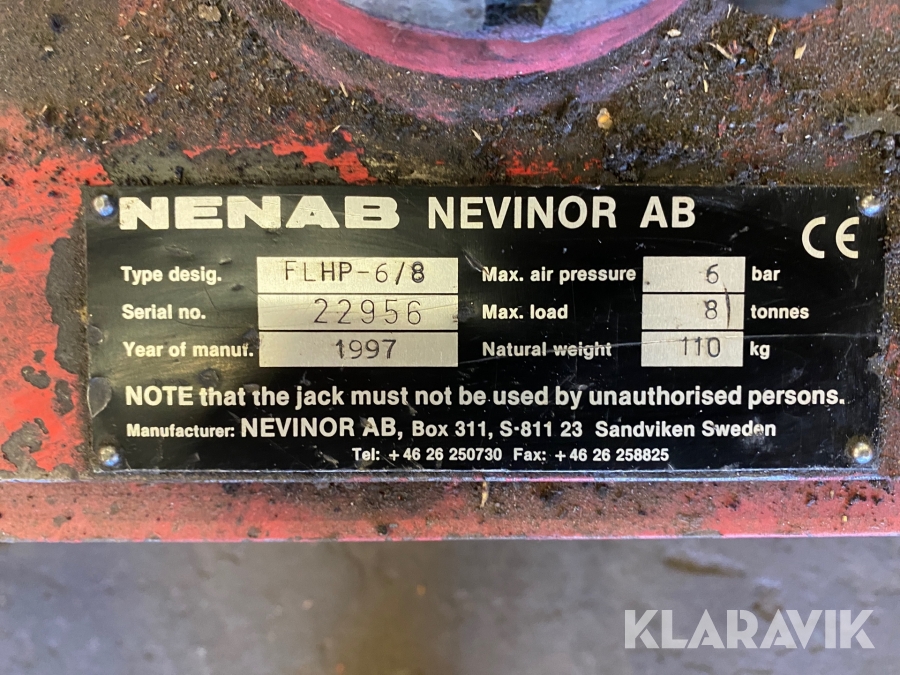 NENAB NEVINOR AB
CE
Type desig. FLHP-6/8 Max. air pressure 6 bar
Serial no. 22956 Max. load 8 tonnes
Year of manuf. 1997 Natural weight 110 kg
NOTE that the jack must not be used by unauthorised persons.
Manufacturer: NEVINOR AB, Box 311, S-811 23 Sandviken Sweden
Tel: +46 26 250730 Fax: +46 26 258825
KLARAVIK